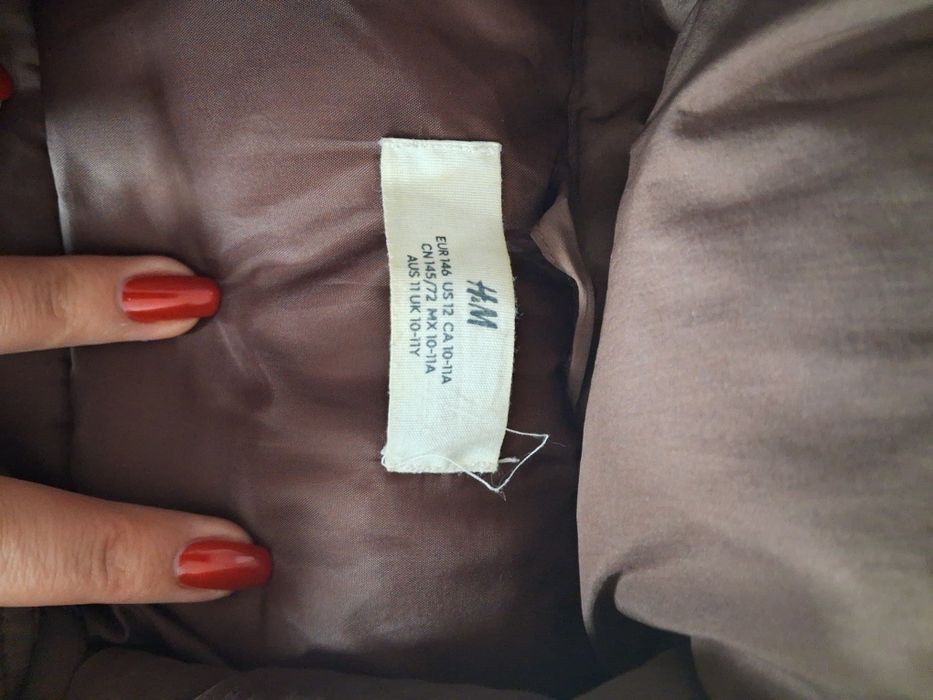 H&M
EUR 146 US 12 CA 10-11A
CN 145/72 MX 10-11A
AUS 11 UK 10-11Y